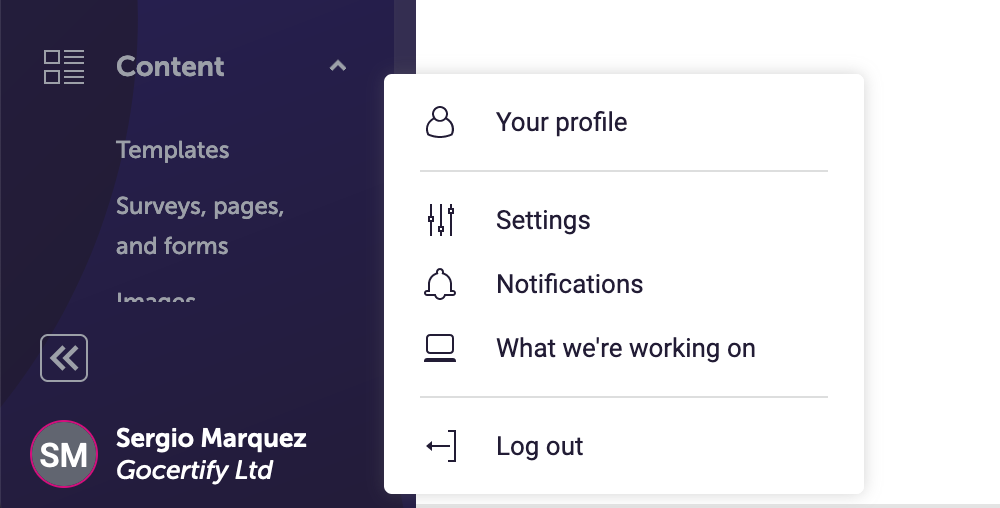 Content
Templates
Surveys, pages,
and forms
Images
SM
Sergio Marquez
Gocertify Ltd
Your profile
Settings
Notifications
What we're working on
Log out